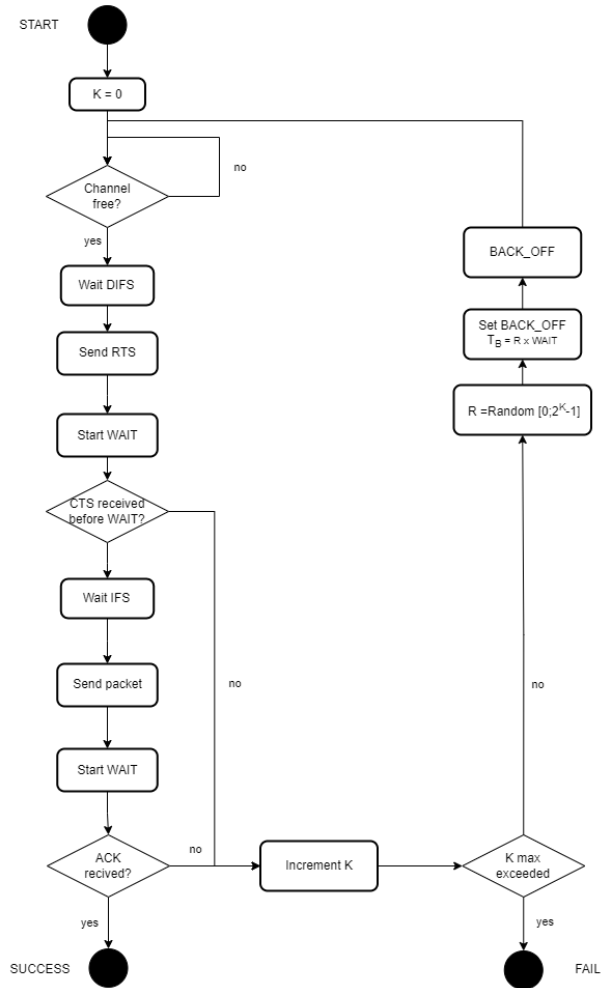 START
K = 0
no
Channel
free?
yes
BACK_OFF
Wait DIFS
Set BACK_OFF
T_B = R x WAIT
Send RTS
R =Random [0;2^K-1]
Start WAIT
CTS received
before WAIT?
Wait IFS
Send packet
no
no
Start WAIT
no
ACK
recived?
Increment K
K max
exceeded
yes
yes
SUCCESS
FAIL